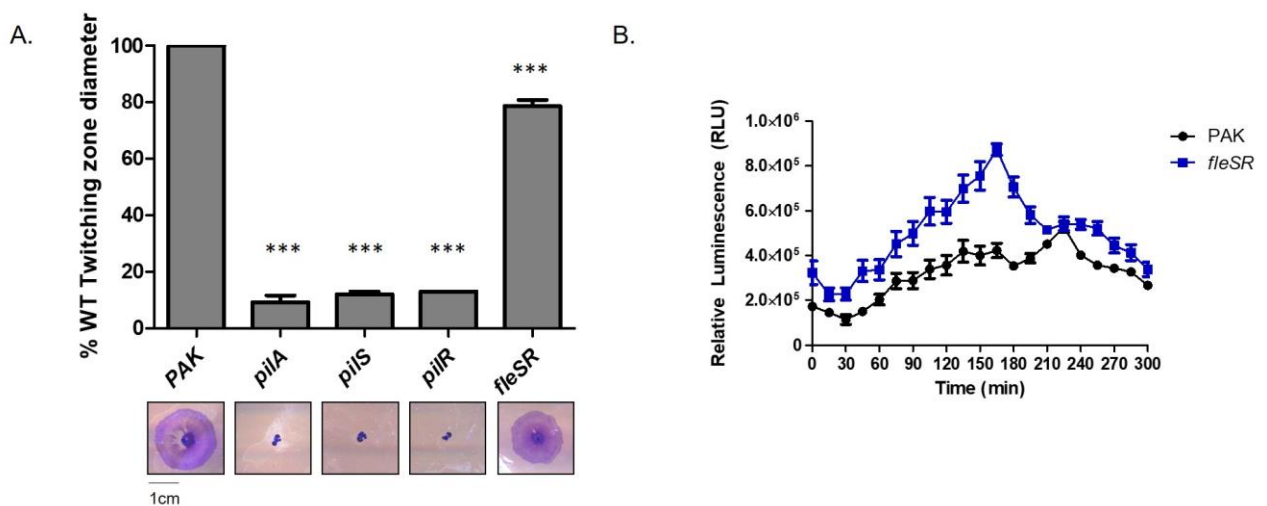 A.
% WT Twitching zone diameter
100
80
60
40
20
0
***
***
***
***
PAK
pilA
pilS
pilR
fleSR
1cm
B.
Relative Luminescence (RLU)
1.0×10⁶
8.0×10⁵
6.0×10⁵
4.0×10⁵
2.0×10⁵
0
0 30 60 90 120 150 180 210 240 270 300
Time (min)
PAK
fleSR